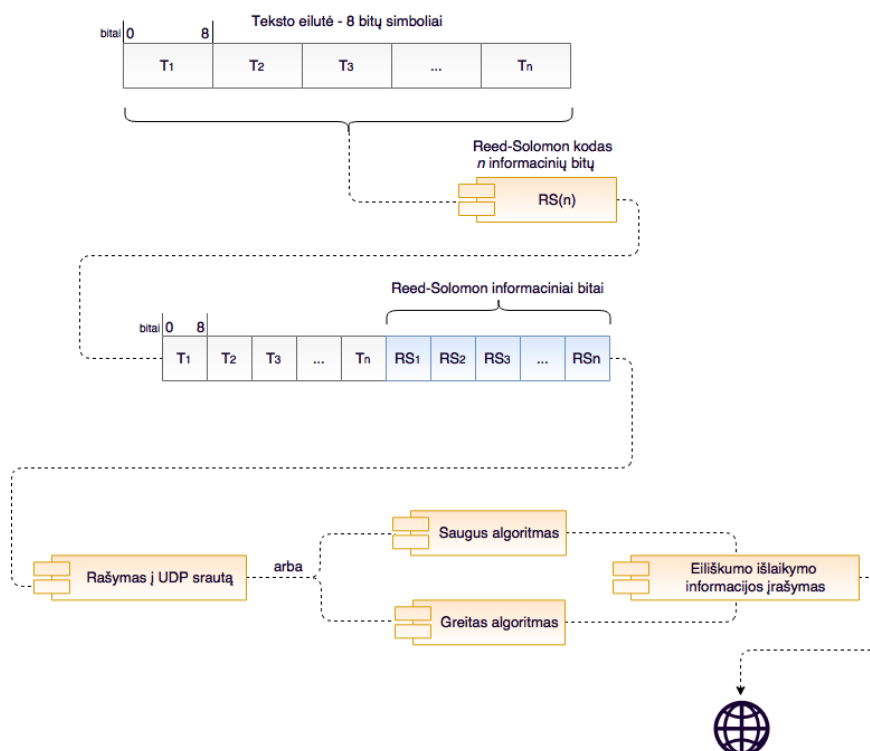 Teksto eilutė - 8 bitų simboliai
bitai 0 8
T1 T2 T3 ... Tn
Reed-Solomon kodas
n informacinių bitų
RS(n)
Reed-Solomon informaciniai bitai
bitai 0 8
T1 T2 T3 ... Tn RS1 RS2 RS3 ... RSn
Saugus algoritmas
Rašymas į UDP srautą
arba
Eiliškumo išlaikymo
informacijos įrašymas
Greitas algoritmas